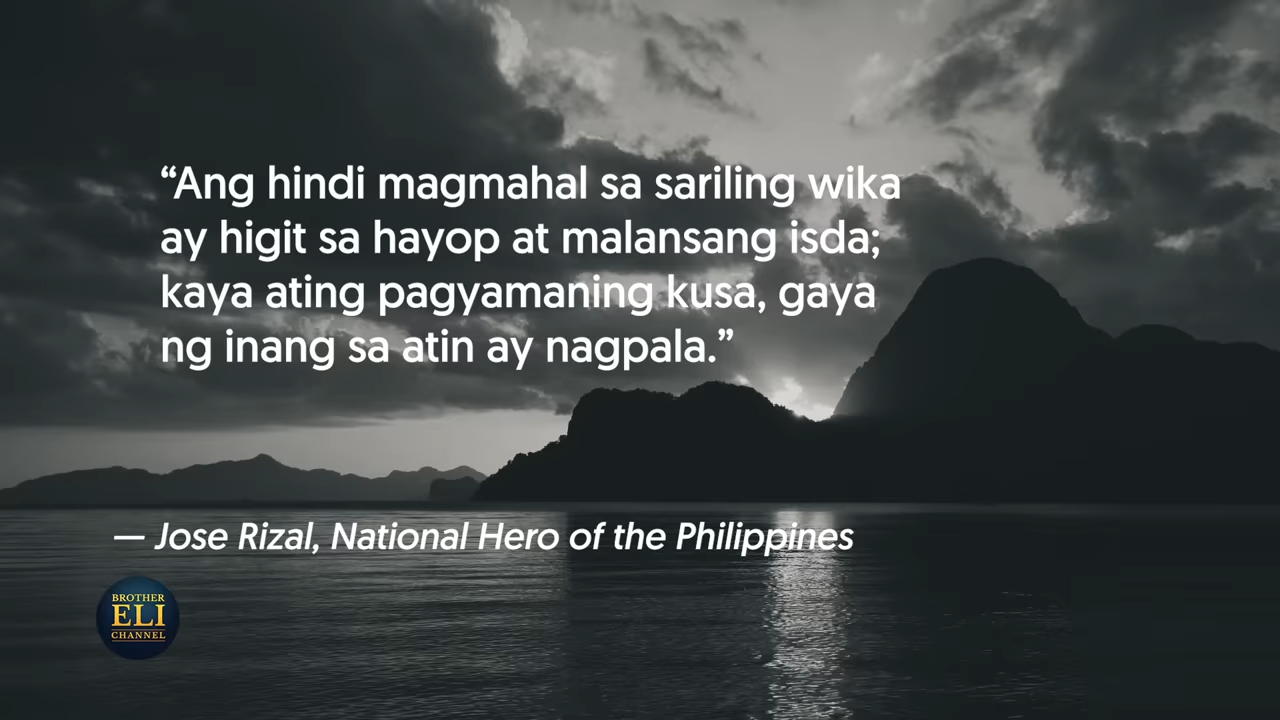 “Ang hindi magmahal sa sariling wika
ay higit sa hayop at malansang isda;
kaya ating pagyamaning kusa, gaya
ng inang sa atin ay nagpala.”
— Jose Rizal, National Hero of the Philippines
BROTHER
ELI
CHANNEL